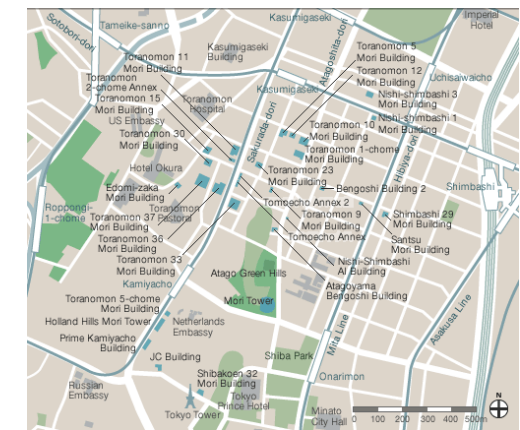 Sotobori-dori
Tameike-sanno
Kasumigaseki
Imperial
Hotel
Toranomon 11
Mori Building
Kasumigaseki
Building
Atagoshita-dori
Toranomon 5
Mori Building
Toranomon 12
Mori Building
Uchisaiwaicho
Toranomon
2-chome Annex
Kasumigaseki
Toranomon 15
Mori Building
Toranomon
Hospital
Nishi-shimbashi 3
Mori Building
US Embassy
Sakurada-dori
Nishi-shimbashi 1
Mori Building
Toranomon 30
Mori Building
Toranomon 10
Mori Building
Hibiya-dori
Toranomon 1-chome
Mori Building
Hotel Okura
Toranomon 23
Mori Building
Edomi-zaka
Mori Building
Bengoshi Building 2
Shimbashi
Roppongi-
1-chome
Toranomon
Pastoral
Tomoecho Annex 2
Toranomon 37
Mori Building
Toranomon 9
Mori Building
Shimbashi 29
Mori Building
Tomoecho Annex
Toranomon 36
Mori Building
Santsu
Mori Building
Toranomon 33
Mori Building
Nishi-Shimbashi
AI Building
Atago Green Hills
Kamiyacho
Atagoyama
Bengoshi Building
Toranomon 5-chome
Mori Building
Mori Tower
Holland Hills Mori Tower
Netherlands
Embassy
Mita Line
Asakusa Line
Prime Kamiyacho
Building
JC Building
Shiba Park
Shibakoen 32
Mori Building
Onarimon
Russian
Embassy
Tokyo
Prince Hotel
Tokyo Tower
Minato
City Hall
N
0 100 200 300 400 500m